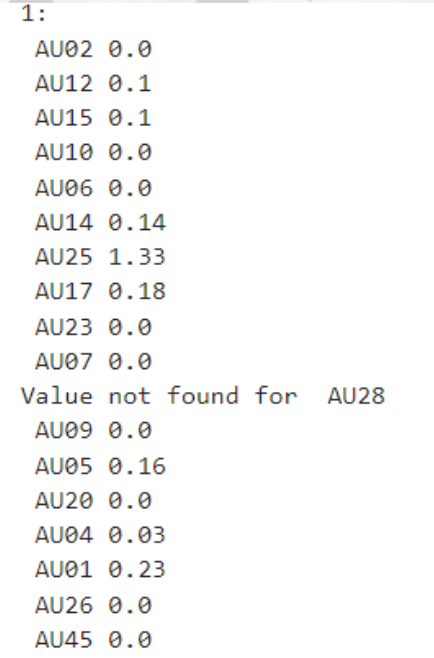 1:
AU02 0.0
AU12 0.1
AU15 0.1
AU10 0.0
AU06 0.0
AU14 0.14
AU25 1.33
AU17 0.18
AU23 0.0
AU07 0.0
Value not found for  AU28
AU09 0.0
AU05 0.16
AU20 0.0
AU04 0.03
AU01 0.23
AU26 0.0
AU45 0.0